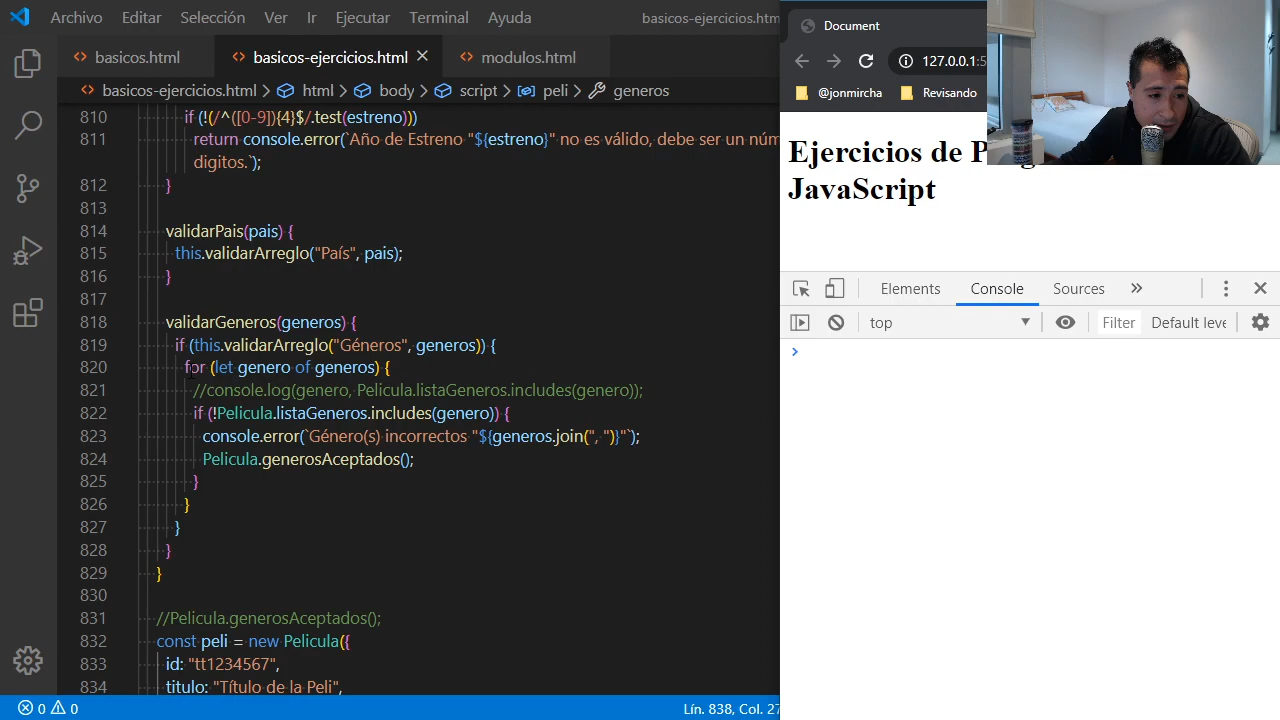 Archivo Editar Selección Ver Ir Ejecutar Terminal Ayuda basicos-ejercicios.htm
basicos.html basicos-ejercicios.html modulos.html
basicos-ejercicios.html > html > body > script > peli > generos
810 if (!(/^([0-9]){4}$/.test(estreno)))
811 return console.error(`Año de Estreno "${estreno}" no es válido, debe ser un núm
digitos.`);
812 }
813
814 validarPais(pais) {
815 this.validarArreglo("País", pais);
816 }
817
818 validarGeneros(generos) {
819 if (this.validarArreglo("Géneros", generos)) {
820 for (let genero of generos) {
821 //console.log(genero, Pelicula.listaGeneros.includes(genero));
822 if (!Pelicula.listaGeneros.includes(genero)) {
823 console.error(`Género(s) incorrectos "${generos.join(", ")}"`);
824 Pelicula.generosAceptados();
825 }
826 }
827 }
828 }
829 }
830
831 //Pelicula.generosAceptados();
832 const peli = new Pelicula({
833 id: "tt1234567",
834 titulo: "Título de la Peli",
0 0 Lín. 838, Col. 27
Document
127.0.0.1:5
@jonmircha Revisando
Ejercicios de P
JavaScript
Elements Console Sources
top Filter Default leve